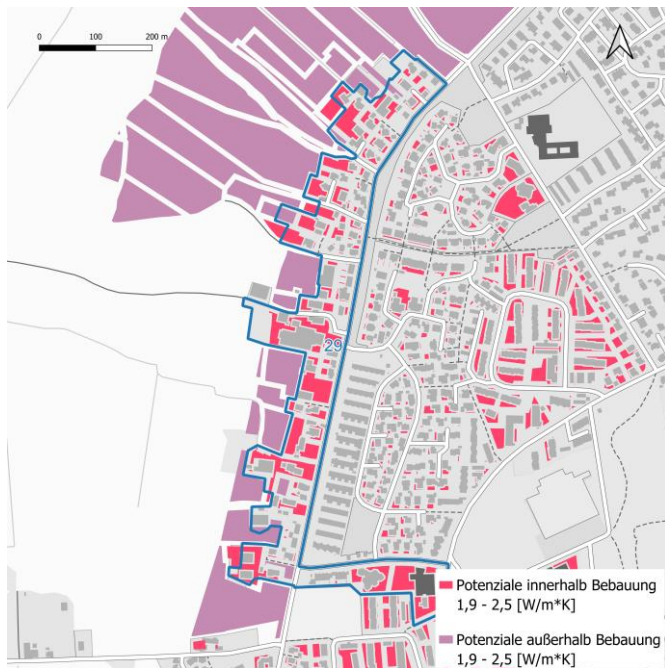 0 100 200 m
29
Potenziale innerhalb Bebauung
1,9 - 2,5 [W/m*K]
Potenziale außerhalb Bebauung
1,9 - 2,5 [W/m*K]